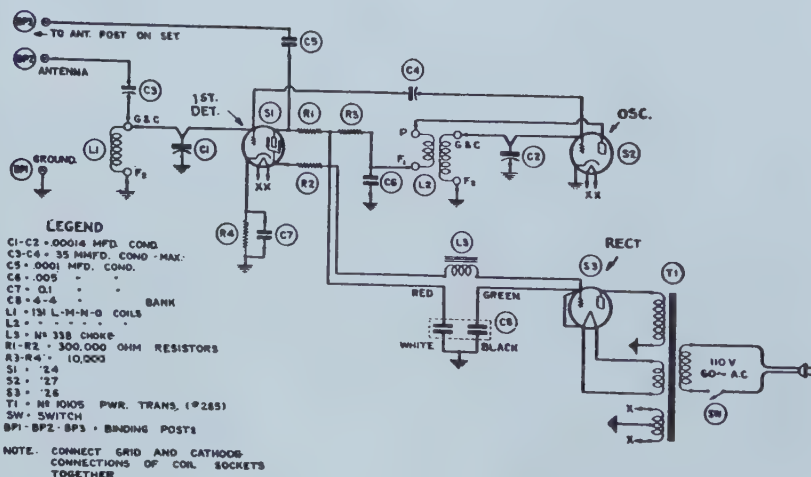 BP2
TO ANT. POST ON SET.
C5
BP2
ANTENNA
C3
C4
1ST. DET.
S1
R1
R3
OSC.
G&C
P
G&C
L1
C1
F1
L2
C2
S2
BP1
GROUND.
F2
R2
C6
F2
XX
XX
R4
C7
L3
RECT
S3
T1
RED
GREEN
C8
WHITE
BLACK
110 V
60~ A.C
SW
X
X
LEGEND
C1-C2 = .00014 MFD. COND.
C3-C4 = 35 MMFD. COND - MAX.
C5 = .0001 MFD. COND.
C6 = .005 " "
C7 = 0.1 " "
C8 = 4-4 " BANK
L1 = 131 L-M-N-O COILS
L2 = " " " " "
L3 = Nº 338 CHOKE
R1-R2 = 300,000 OHM RESISTORS
R3-R4 = 10,000
S1 = '24
S2 = '27
S3 = '26
T1 = Nº 10105 PWR. TRANS. (#285)
SW = SWITCH
BP1-BP2-BP3 = BINDING POSTS
NOTE. CONNECT GRID AND CATHODE
CONNECTIONS OF COIL SOCKETS
TOGETHER